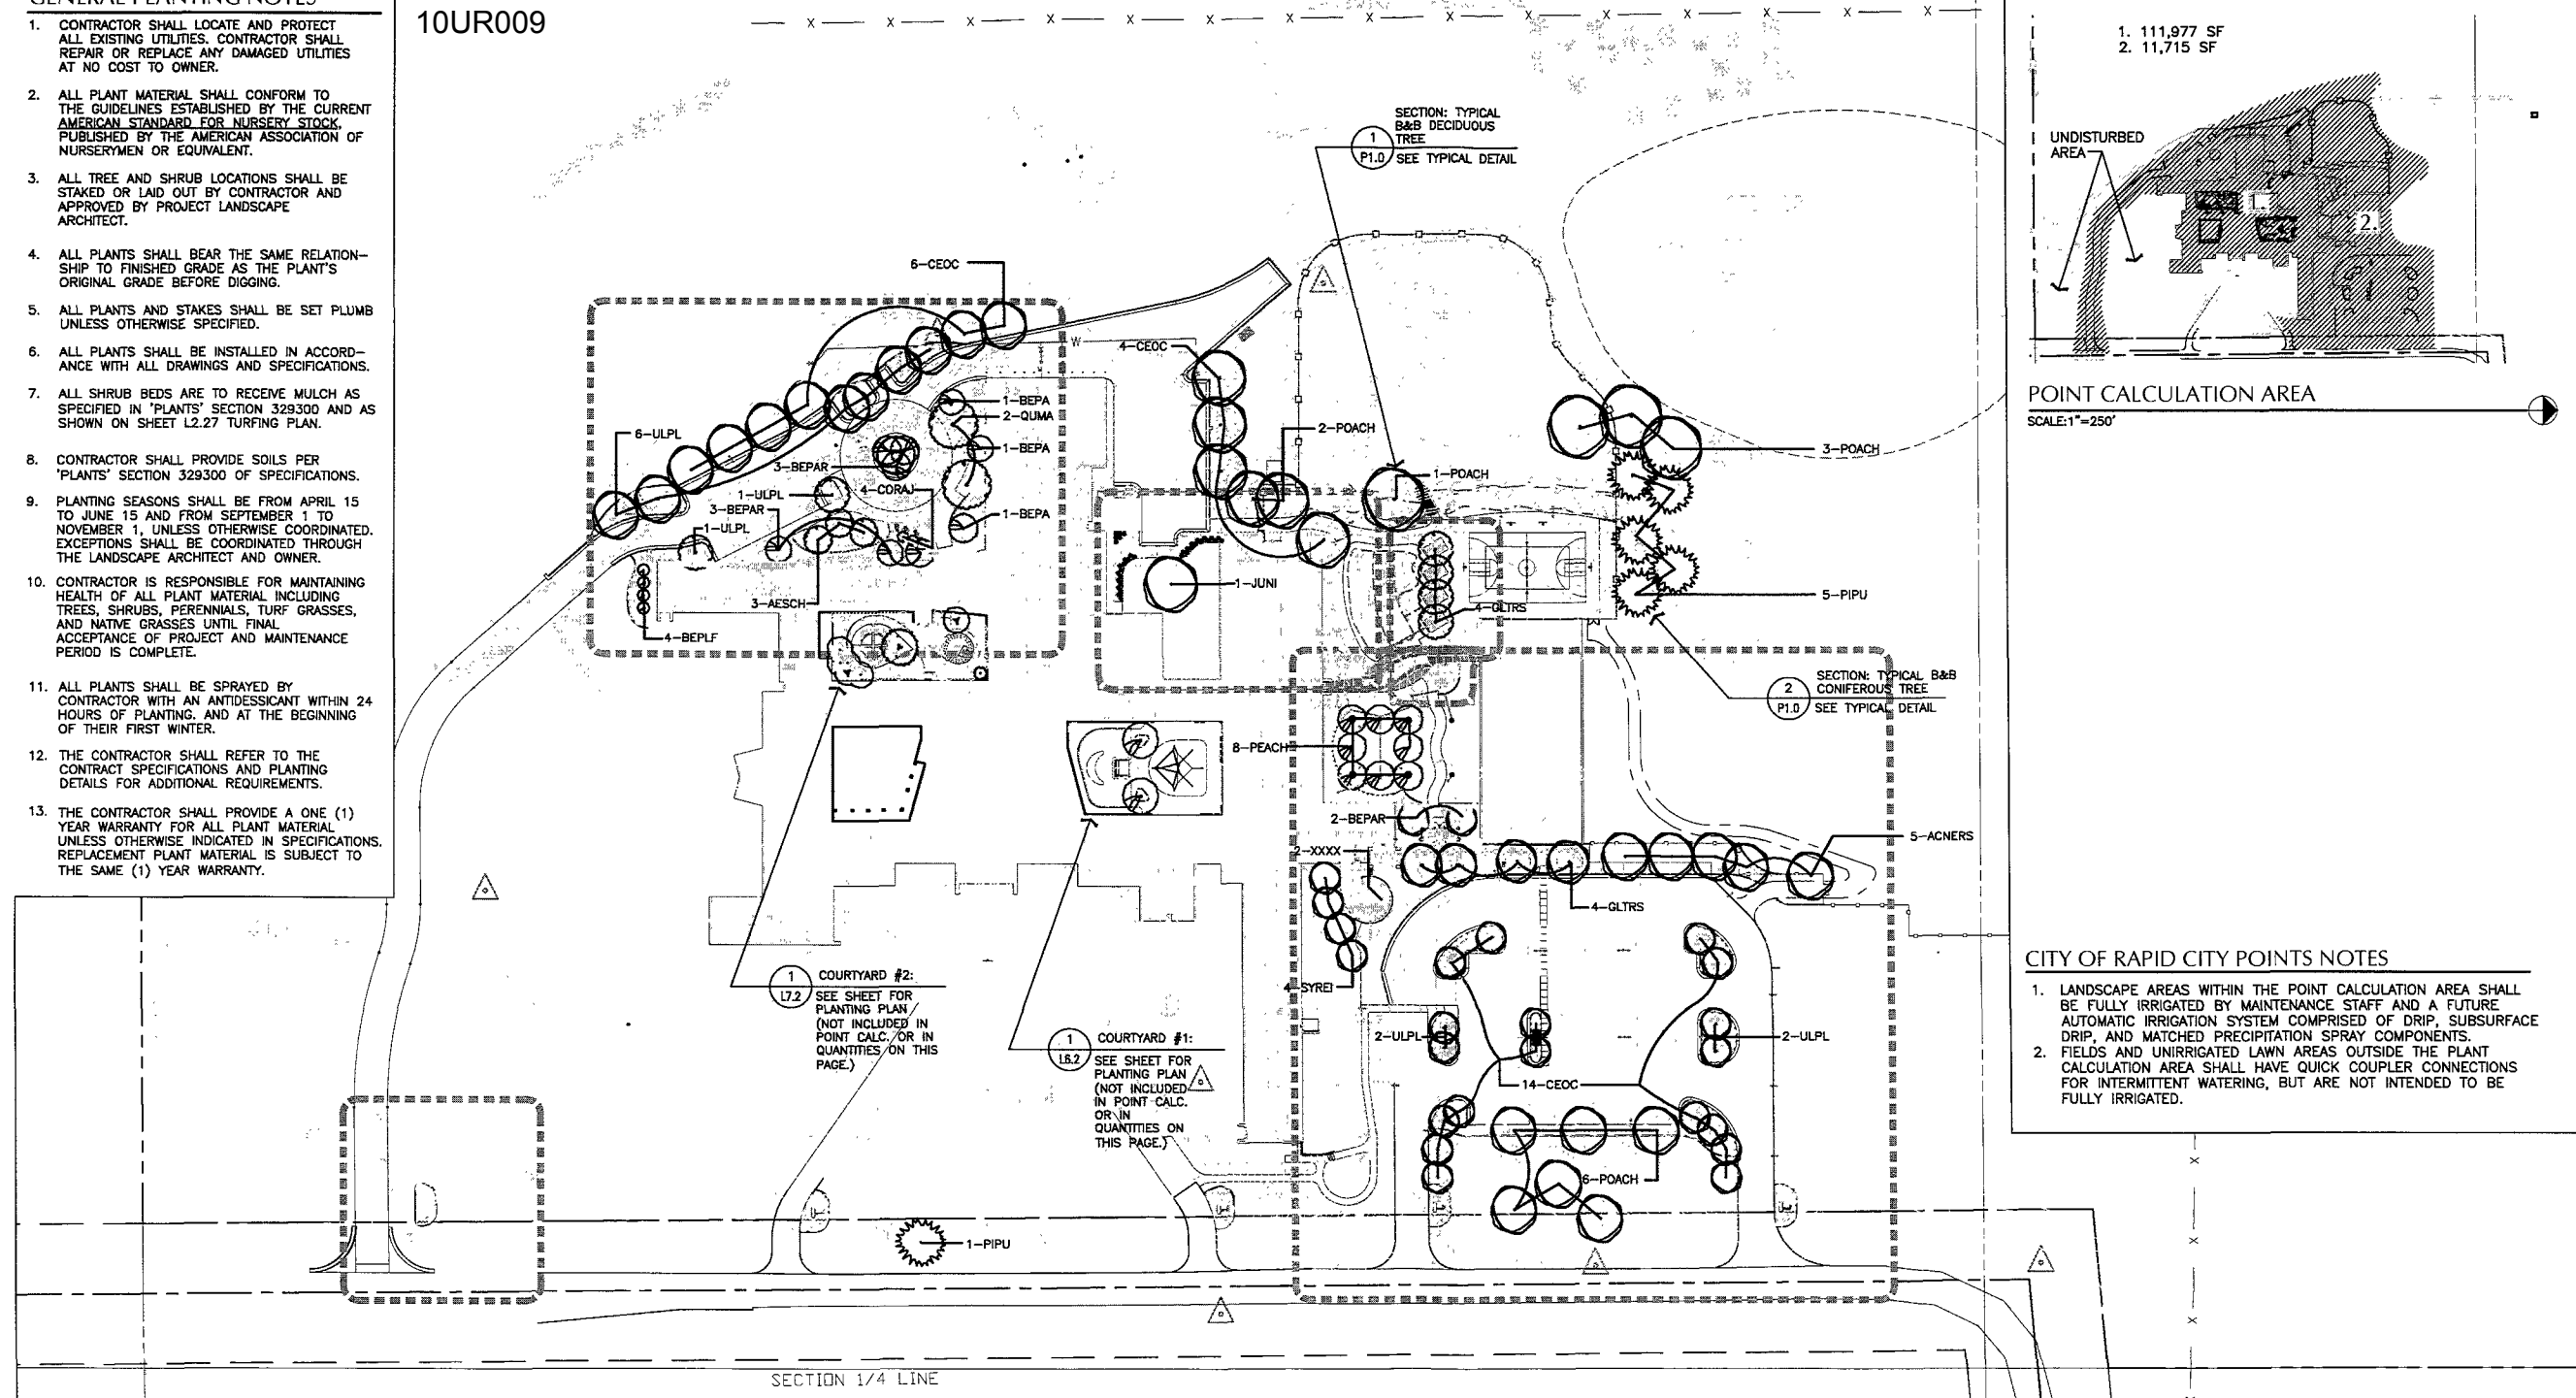 GENERAL PLANTING NOTES
1. CONTRACTOR SHALL LOCATE AND PROTECT
ALL EXISTING UTILITIES. CONTRACTOR SHALL
REPAIR OR REPLACE ANY DAMAGED UTILITIES
AT NO COST TO OWNER.
2. ALL PLANT MATERIAL SHALL CONFORM TO
THE GUIDELINES ESTABLISHED BY THE CURRENT
AMERICAN STANDARD FOR NURSERY STOCK,
PUBLISHED BY THE AMERICAN ASSOCIATION OF
NURSERYMEN OR EQUIVALENT.
3. ALL TREE AND SHRUB LOCATIONS SHALL BE
STAKED OR LAID OUT BY CONTRACTOR AND
APPROVED BY PROJECT LANDSCAPE
ARCHITECT.
4. ALL PLANTS SHALL BEAR THE SAME RELATION-
SHIP TO FINISHED GRADE AS THE PLANT'S
ORIGINAL GRADE BEFORE DIGGING.
5. ALL PLANTS AND STAKES SHALL BE SET PLUMB
UNLESS OTHERWISE SPECIFIED.
6. ALL PLANTS SHALL BE INSTALLED IN ACCORD-
ANCE WITH ALL DRAWINGS AND SPECIFICATIONS.
7. ALL SHRUB BEDS ARE TO RECEIVE MULCH AS
SPECIFIED IN 'PLANTS' SECTION 329300 AND AS
SHOWN ON SHEET L2.27 TURFING PLAN.
8. CONTRACTOR SHALL PROVIDE SOILS PER
'PLANTS' SECTION 329300 OF SPECIFICATIONS.
9. PLANTING SEASONS SHALL BE FROM APRIL 15
TO JUNE 15 AND FROM SEPTEMBER 1 TO
NOVEMBER 1, UNLESS OTHERWISE COORDINATED.
EXCEPTIONS SHALL BE COORDINATED THROUGH
THE LANDSCAPE ARCHITECT AND OWNER.
10. CONTRACTOR IS RESPONSIBLE FOR MAINTAINING
HEALTH OF ALL PLANT MATERIAL INCLUDING
TREES, SHRUBS, PERENNIALS, TURF GRASSES,
AND NATIVE GRASSES UNTIL FINAL
ACCEPTANCE OF PROJECT AND MAINTENANCE
PERIOD IS COMPLETE.
11. ALL PLANTS SHALL BE SPRAYED BY
CONTRACTOR WITH AN ANTIDESSICANT WITHIN 24
HOURS OF PLANTING. AND AT THE BEGINNING
OF THEIR FIRST WINTER.
12. THE CONTRACTOR SHALL REFER TO THE
CONTRACT SPECIFICATIONS AND PLANTING
DETAILS FOR ADDITIONAL REQUIREMENTS.
13. THE CONTRACTOR SHALL PROVIDE A ONE (1)
YEAR WARRANTY FOR ALL PLANT MATERIAL
UNLESS OTHERWISE INDICATED IN SPECIFICATIONS.
REPLACEMENT PLANT MATERIAL IS SUBJECT TO
THE SAME (1) YEAR WARRANTY.
10UR009
1
P1.0
SECTION: TYPICAL
B&B DECIDUOUS
TREE
SEE TYPICAL DETAIL
6-CEOC
W
4-CEOC
1-BEPA
2-QUMA
6-ULPL
2-POACH
1-BEPA
3-POACH
3-BEPAR
1-POACH
1-ULPL
4-CORAJ
3-BEPAR
1-BEPA
1-ULPL
1-JUNI
3-AESCH
5-PIPU
4-GLTRS
4-BEPLF
2
P1.0
SECTION: TYPICAL B&B
CONIFEROUS TREE
SEE TYPICAL DETAIL
8-PEACH
2-BEPAR
5-ACNERS
2-XXXX
4-GLTRS
4-SYREI
1
L7.2
COURTYARD #2:
SEE SHEET FOR
PLANTING PLAN
(NOT INCLUDED IN
POINT CALC. OR IN
QUANTITIES ON THIS
PAGE.)
1
L6.2
COURTYARD #1:
SEE SHEET FOR
PLANTING PLAN
(NOT INCLUDED
IN POINT CALC.
OR IN
QUANTITIES ON
THIS PAGE.)
2-ULPL
2-ULPL
14-CEOC
6-POACH
1-PIPU
SECTION 1/4 LINE
1. 111,977 SF
2. 11,715 SF
UNDISTURBED
AREA
1.
2.
POINT CALCULATION AREA
SCALE:1"=250'
CITY OF RAPID CITY POINTS NOTES
1. LANDSCAPE AREAS WITHIN THE POINT CALCULATION AREA SHALL
BE FULLY IRRIGATED BY MAINTENANCE STAFF AND A FUTURE
AUTOMATIC IRRIGATION SYSTEM COMPRISED OF DRIP, SUBSURFACE
DRIP, AND MATCHED PRECIPITATION SPRAY COMPONENTS.
2. FIELDS AND UNIRRIGATED LAWN AREAS OUTSIDE THE PLANT
CALCULATION AREA SHALL HAVE QUICK COUPLER CONNECTIONS
FOR INTERMITTENT WATERING, BUT ARE NOT INTENDED TO BE
FULLY IRRIGATED.